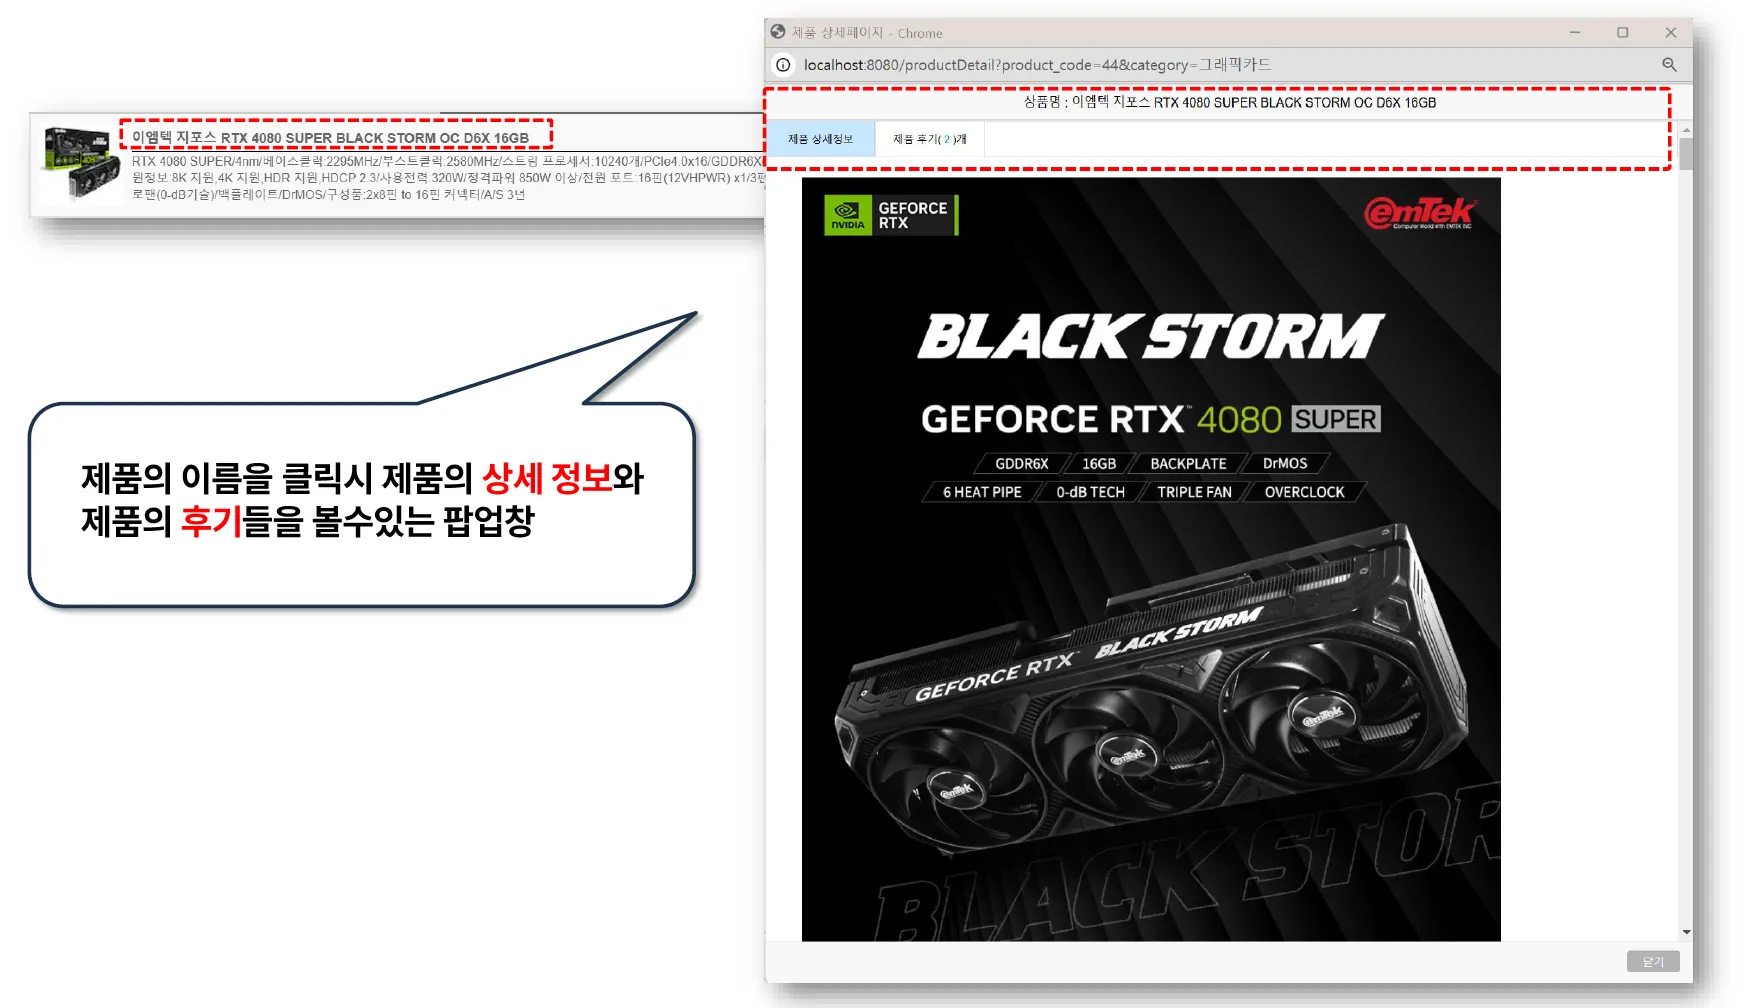 제품 상세페이지 - Chrome
localhost:8080/productDetail?product_code=44&category=그래픽카드
상품명 : 이엠텍 지포스 RTX 4080 SUPER BLACK STORM OC D6X 16GB
제품 상세정보
제품 후기( 2 )개
이엠텍 지포스 RTX 4080 SUPER BLACK STORM OC D6X 16GB
RTX 4080 SUPER/4nm/베이스클럭:2295MHz/부스트클럭:2580MHz/스트림 프로세서:10240개/PCIe4.0x16/GDDR6X
원정보:8K 지원,4K 지원,HDR 지원,HDCP 2.3/사용전력:320W/정격파워 850W 이상/전원 포트:16핀(12VHPWR) x1/3팬
로팬(0-dB기술)/백플레이트/DrMOS/구성품:2x8핀 to 16핀 커넥터/A/S 3년
제품의 이름을 클릭시 제품의 상세 정보와
제품의 후기들을 볼수있는 팝업창
NVIDIA
GEFORCE
RTX
emTek
Computer World with EMTEK INC
BLACK STORM
GEFORCE RTX™ 4080 SUPER
GDDR6X 16GB BACKPLATE DrMOS
6 HEAT PIPE 0-dB TECH TRIPLE FAN OVERCLOCK
GEFORCE RTX™ BLACK STORM
emTek
emTek
emTek
BLACK STOR
닫기